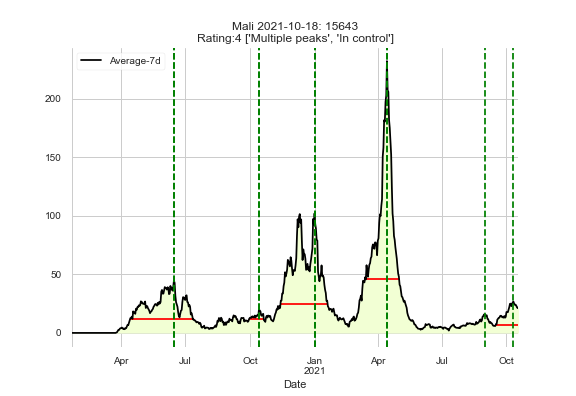 Mali 2021-10-18: 15643
Rating:4 ['Multiple peaks', 'In control']
Average-7d
200
150
100
50
0
Apr Jul Oct Jan Apr Jul Oct
2021
Date